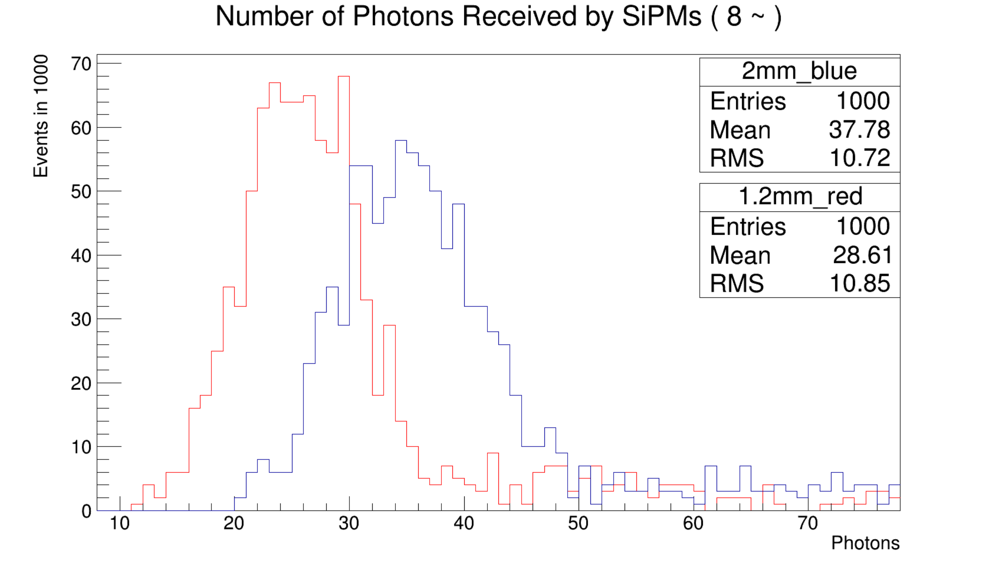 Number of Photons Received by SiPMs ( 8 ~ )
Events in 1000
70
60
50
40
30
20
10
0
10 20 30 40 50 60 70
Photons
2mm_blue
Entries 1000
Mean 37.78
RMS 10.72
1.2mm_red
Entries 1000
Mean 28.61
RMS 10.85